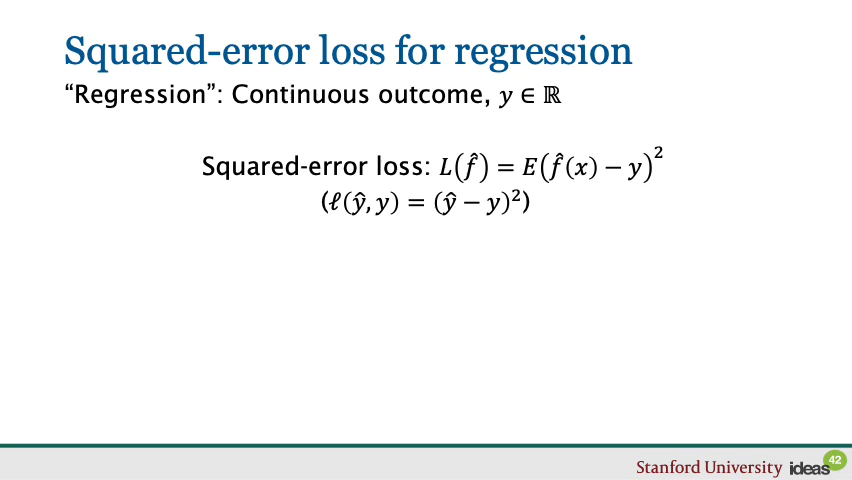 Squared-error loss for regression
“Regression”: Continuous outcome, 𝑦 ∈ ℝ
Squared-error loss: 𝐿(𝑓̂) = 𝐸(𝑓̂(𝑥) − 𝑦)²
(ℓ(𝑦̂, 𝑦) = (𝑦̂ − 𝑦)²)
Stanford University ideas 42